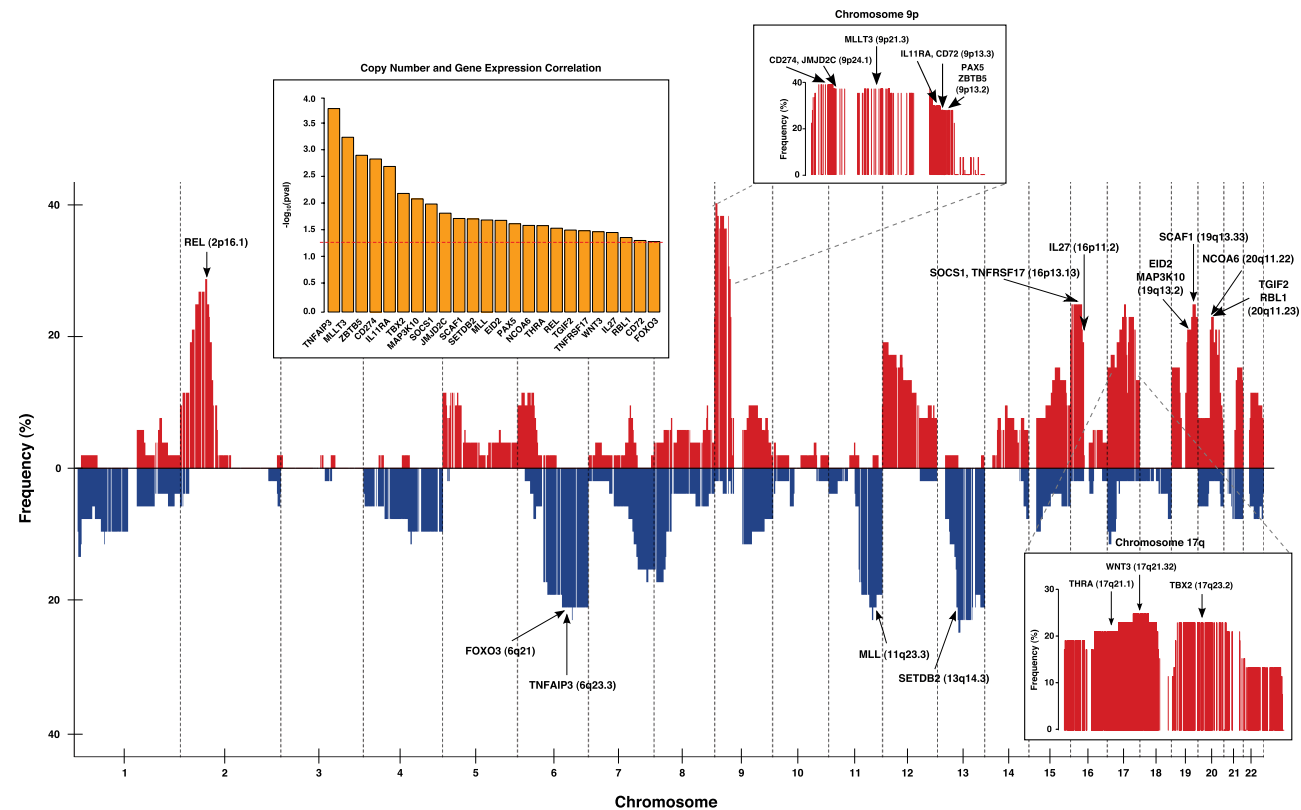 Chromosome 9p
MLLT3 (9p21.3)
CD274, JMJD2C (9p24.1)
IL11RA, CD72 (9p13.3)
PAX5
ZBTB5
(9p13.2)
Frequency (%)
40
20
0
Copy Number and Gene Expression Correlation
-log10(pval)
4.0
3.5
3.0
2.5
2.0
1.5
1.0
0.5
0.0
TNFAIP3
MLLT3
ZBTB5
CD274
IL11RA
TBX2
MAP3K10
SOCS1
JMJD2C
SCAF1
SETDB2
MLL
EID2
PAX5
NCOA6
THRA
REL
TGIF2
TNFRSF17
WNT3
IL27
RBL1
CD72
FOXO3
Frequency (%)
40
20
0
20
40
REL (2p16.1)
SOCS1, TNFRSF17 (16p13.13)
IL27 (16p11.2)
SCAF1 (19q13.33)
EID2
MAP3K10
(19q13.2)
NCOA6 (20q11.22)
TGIF2
RBL1
(20q11.23)
FOXO3 (6q21)
TNFAIP3 (6q23.3)
MLL (11q23.3)
SETDB2 (13q14.3)
Chromosome 17q
WNT3 (17q21.32)
THRA (17q21.1)
TBX2 (17q23.2)
Frequency (%)
30
20
10
0
1 2 3 4 5 6 7 8 9 10 11 12 13 14 15 16 17 18 19 20 21 22
Chromosome